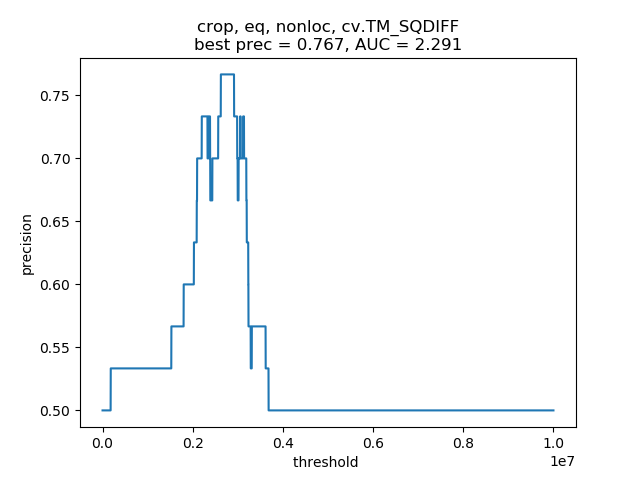 crop, eq, nonloc, cv.TM_SQDIFF
best prec = 0.767, AUC = 2.291
precision
0.75
0.70
0.65
0.60
0.55
0.50
0.0 0.2 0.4 0.6 0.8 1.0
1e7
threshold